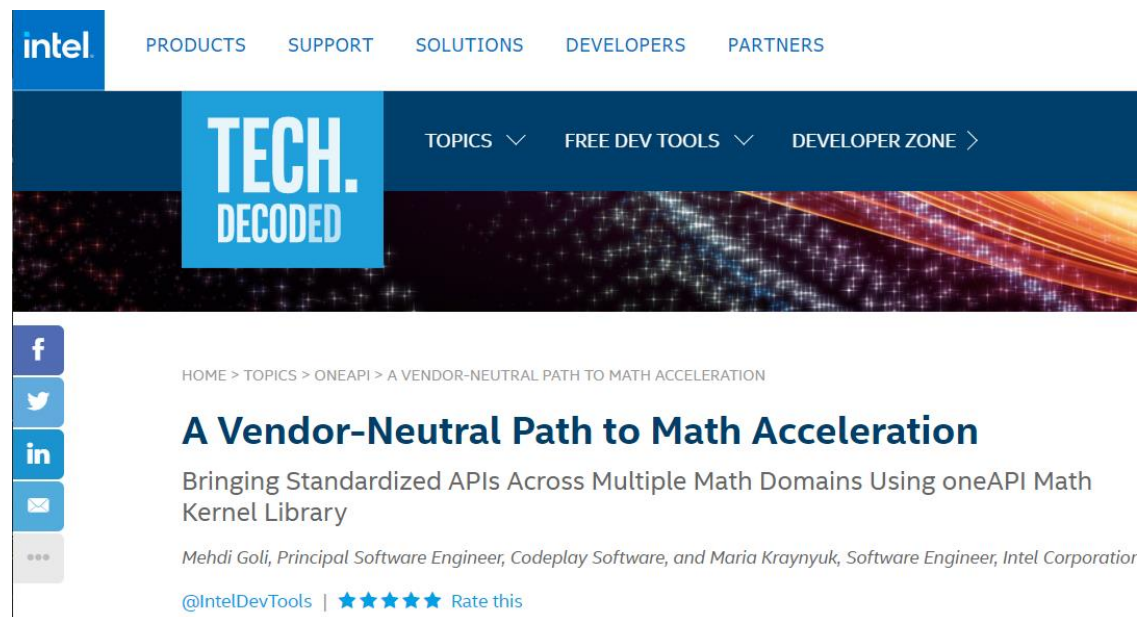 intel.
PRODUCTS SUPPORT SOLUTIONS DEVELOPERS PARTNERS
TECH.
DECODED
TOPICS FREE DEV TOOLS DEVELOPER ZONE
f
in
HOME > TOPICS > ONEAPI > A VENDOR-NEUTRAL PATH TO MATH ACCELERATION
A Vendor-Neutral Path to Math Acceleration
Bringing Standardized APIs Across Multiple Math Domains Using oneAPI Math
Kernel Library
Mehdi Goli, Principal Software Engineer, Codeplay Software, and Maria Kraynyuk, Software Engineer, Intel Corporation
@IntelDevTools | ★★★★★ Rate this